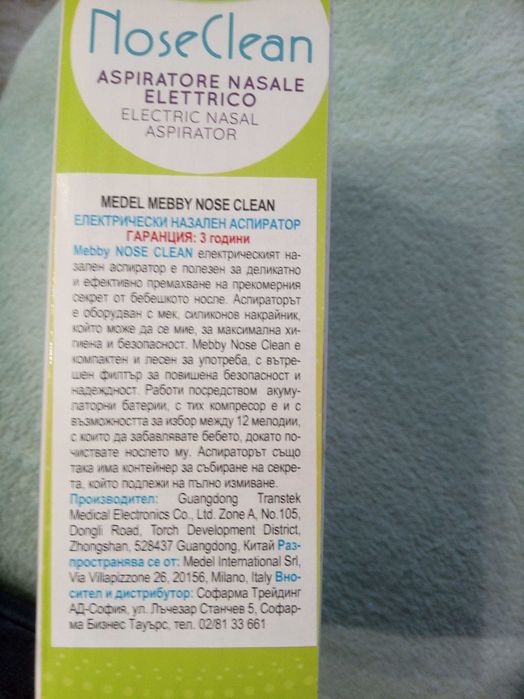 NoseClean
ASPIRATORE NASALE
ELETTRICO
ELECTRIC NASAL
ASPIRATOR
MEDEL MEBBY NOSE CLEAN
ЕЛЕКТРИЧЕСКИ НАЗАЛЕН АСПИРАТОР
ГАРАНЦИЯ: 3 години
Mebby NOSE CLEAN електрическият на-
зален аспиратор е полезен за деликатно
и ефективно премахване на прекомерния
секрет от бебешкото носле. Аспираторът
е оборудван с мек, силиконов накрайник,
който може да се мие, за максимална хи-
гиена и безопасност. Mebby Nose Clean е
компактен и лесен за употреба, с вътре-
шен филтър за повишена безопасност и
надеждност. Работи посредством акуму-
латорни батерии, с тих компресор е и с
възможността за избор между 12 мелодии,
с които да забавлявате бебето, докато по-
чиствате нослето му. Аспираторът също
така има контейнер за събиране на секре-
та, който подлежи на пълно измиване.
Производител: Guangdong Transtek
Medical Electronics Co., Ltd. Zone A, No.105,
Dongli Road, Torch Development District,
Zhongshan, 528437 Guangdong, Китай Раз-
пространява се от: Medel International Srl,
Via Villapizzone 26, 20156, Milano, Italy Вно-
сител и дистрибутор: Софарма Трейдинг
АД-София, ул. Лъчезар Станчев 5, Софар-
ма Бизнес Тауърс, тел. 02/81 33 661